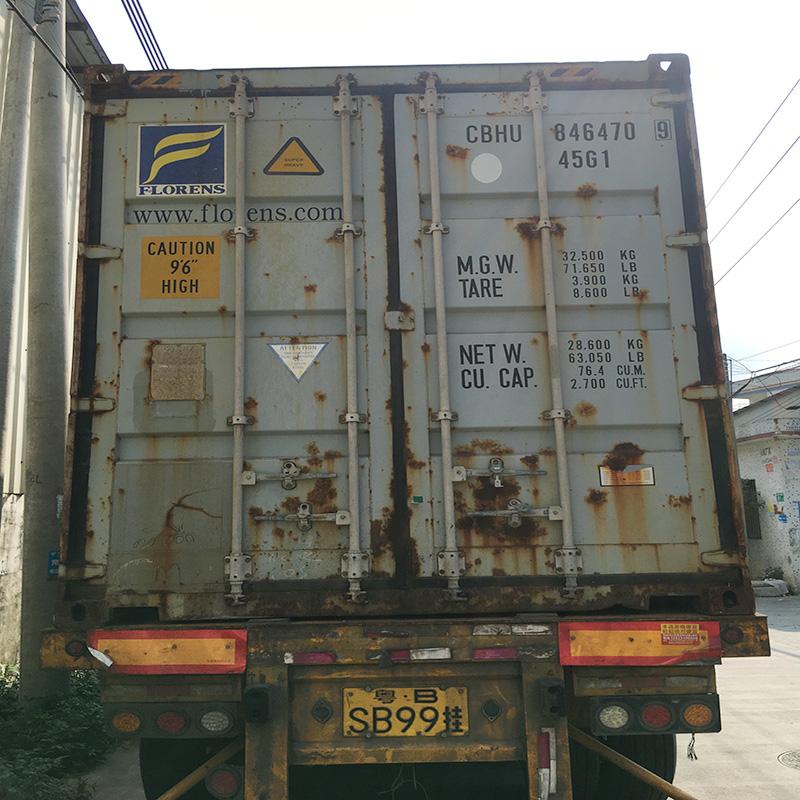 FLORENS
SUPER
HEAVY
www.florens.com
CAUTION
9'6"
HIGH
ATTENTION
CBHU 846470 9
45G1
M.G.W. 32.500 KG
71.650 LB
TARE 3.900 KG
8.600 LB
NET W. 28.600 KG
63.050 LB
CU. CAP. 76.4 CU.M.
2.700 CU.FT.
粤·B
SB99挂